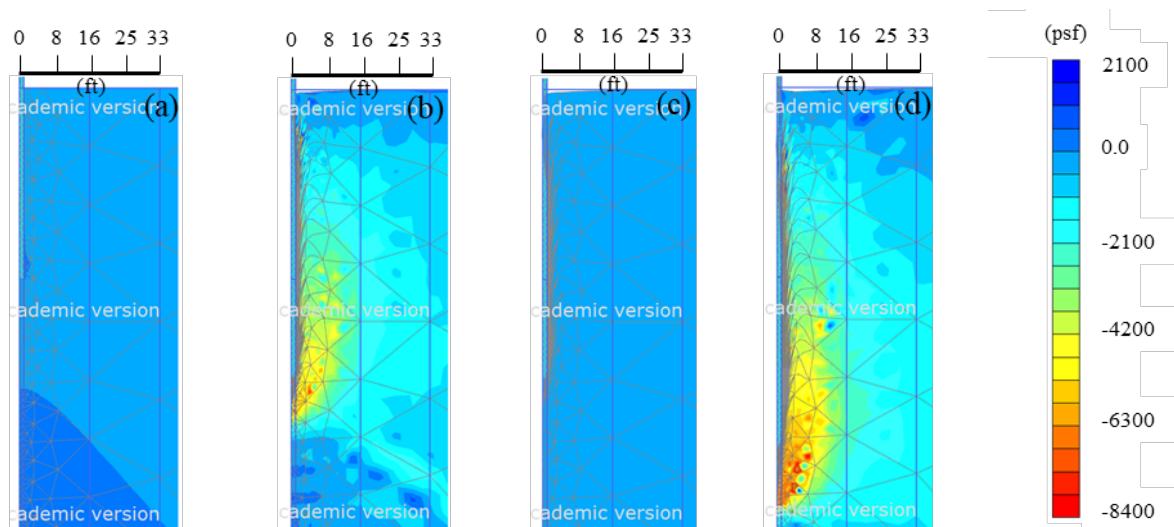 0 8 16 25 33
(ft)
cademic version
(a)
cademic version
cademic version
0 8 16 25 33
(ft)
cademic version
(b)
cademic version
cademic version
0 8 16 25 33
(ft)
cademic version
(c)
cademic version
cademic version
0 8 16 25 33
(ft)
cademic version
(d)
cademic version
cademic version
(psf)
2100
0.0
-2100
-4200
-6300
-8400